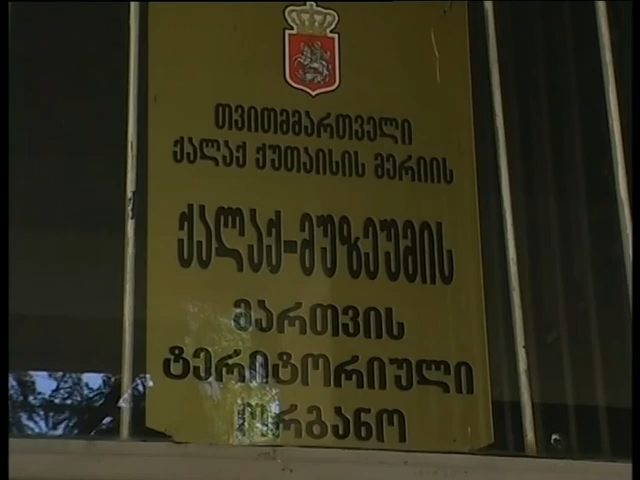 თვითმმართველი
ქალაქ ქუთაისის მერიის
ქალაქ-მუზეუმის
მართვის
ტერიტორიული
ორგანო